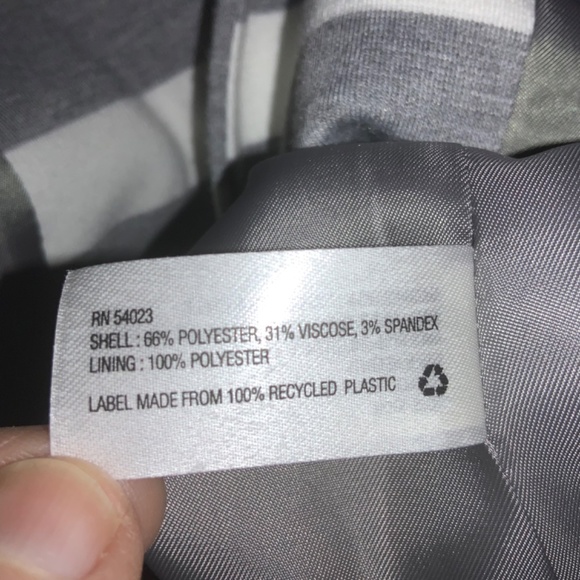 RN 54023
SHELL : 66% POLYESTER, 31% VISCOSE, 3% SPANDEX
LINING : 100% POLYESTER
LABEL MADE FROM 100% RECYCLED PLASTIC